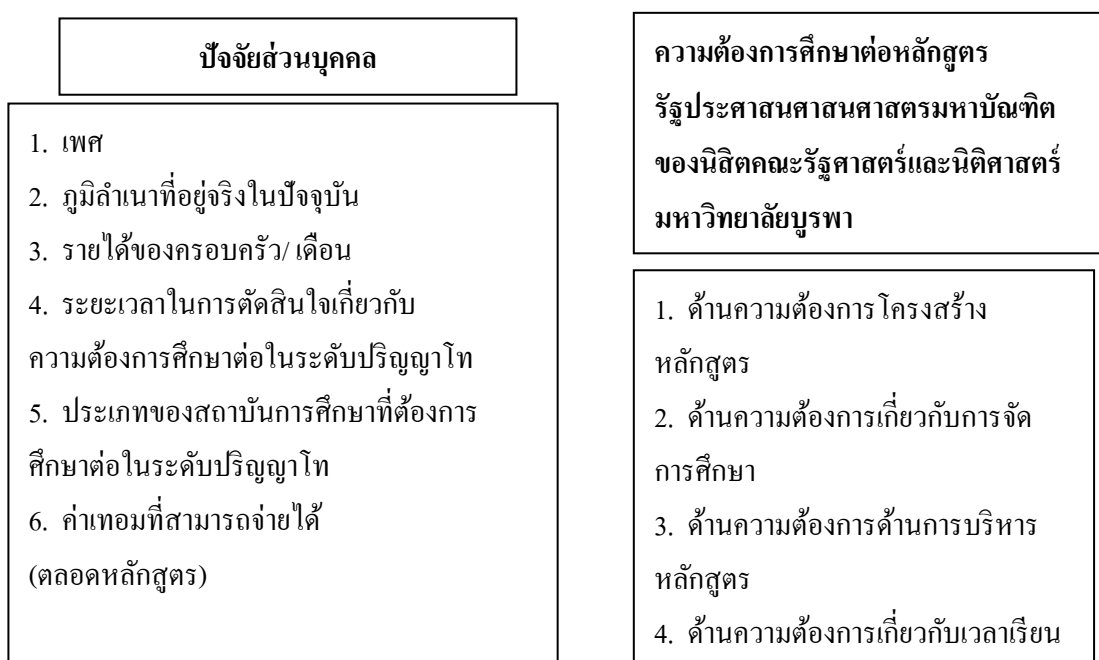 ปัจจัยส่วนบุคคล
1. เพศ
2. ภูมิลำเนาที่อยู่จริงในปัจจุบัน
3. รายได้ของครอบครัว/ เดือน
4. ระยะเวลาในการตัดสินใจเกี่ยวกับ
ความต้องการศึกษาต่อในระดับปริญญาโท
5. ประเภทของสถาบันการศึกษาที่ต้องการ
ศึกษาต่อในระดับปริญญาโท
6. ค่าเทอมที่สามารถจ่ายได้
(ตลอดหลักสูตร)
ความต้องการศึกษาต่อหลักสูตร
รัฐประศาสนศาสนศาสตรมหาบัณฑิต
ของนิสิตคณะรัฐศาสตร์และนิติศาสตร์
มหาวิทยาลัยบูรพา
1. ด้านความต้องการโครงสร้าง
หลักสูตร
2. ด้านความต้องการเกี่ยวกับการจัด
การศึกษา
3. ด้านความต้องการด้านการบริหาร
หลักสูตร
4. ด้านความต้องการเกี่ยวกับเวลาเรียน